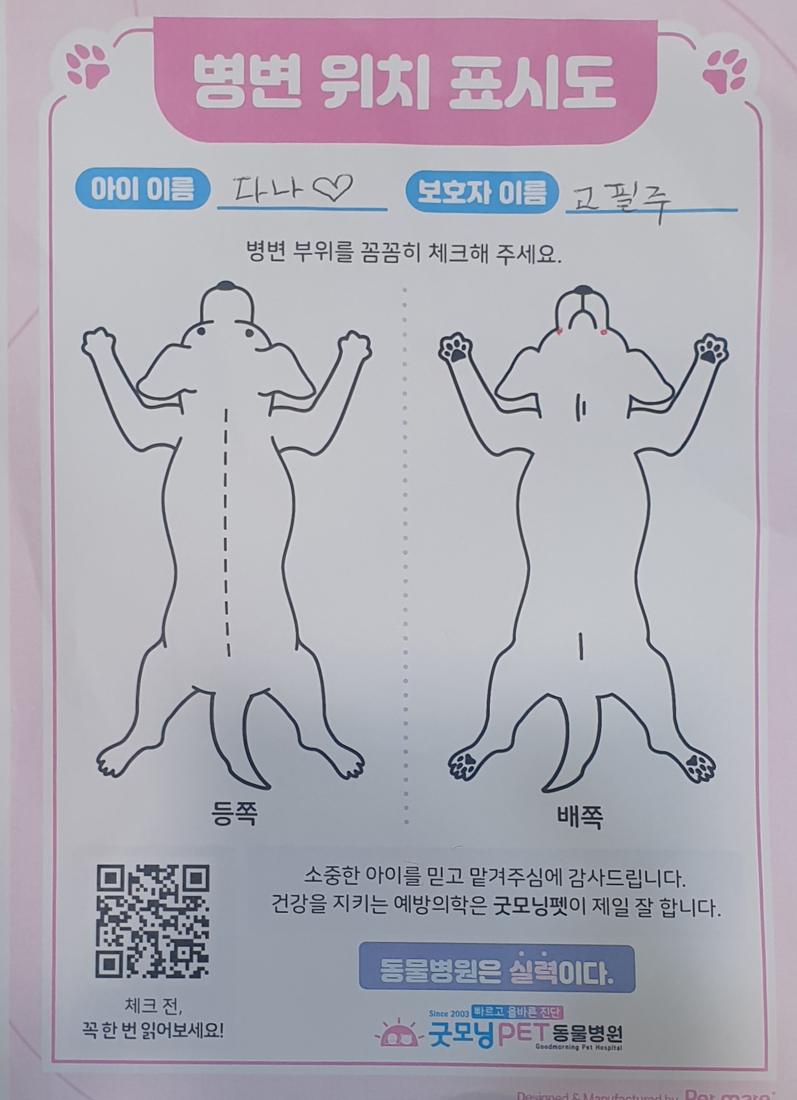 병변 위치 표시도
아이 이름 다나♡ 보호자 이름 고필주
병변 부위를 꼼꼼히 체크해 주세요.
등쪽 배쪽
소중한 아이를 믿고 맡겨주심에 감사드립니다.
건강을 지키는 예방의학은 굿모닝펫이 제일 잘 합니다.
동물병원은 실력이다.
체크 전,
꼭 한 번 읽어보세요!
Since 2003 빠르고 올바른 진단
굿모닝PET동물병원
Goodmorning Pet Hospital
Designed & Manufactured by Pet mare